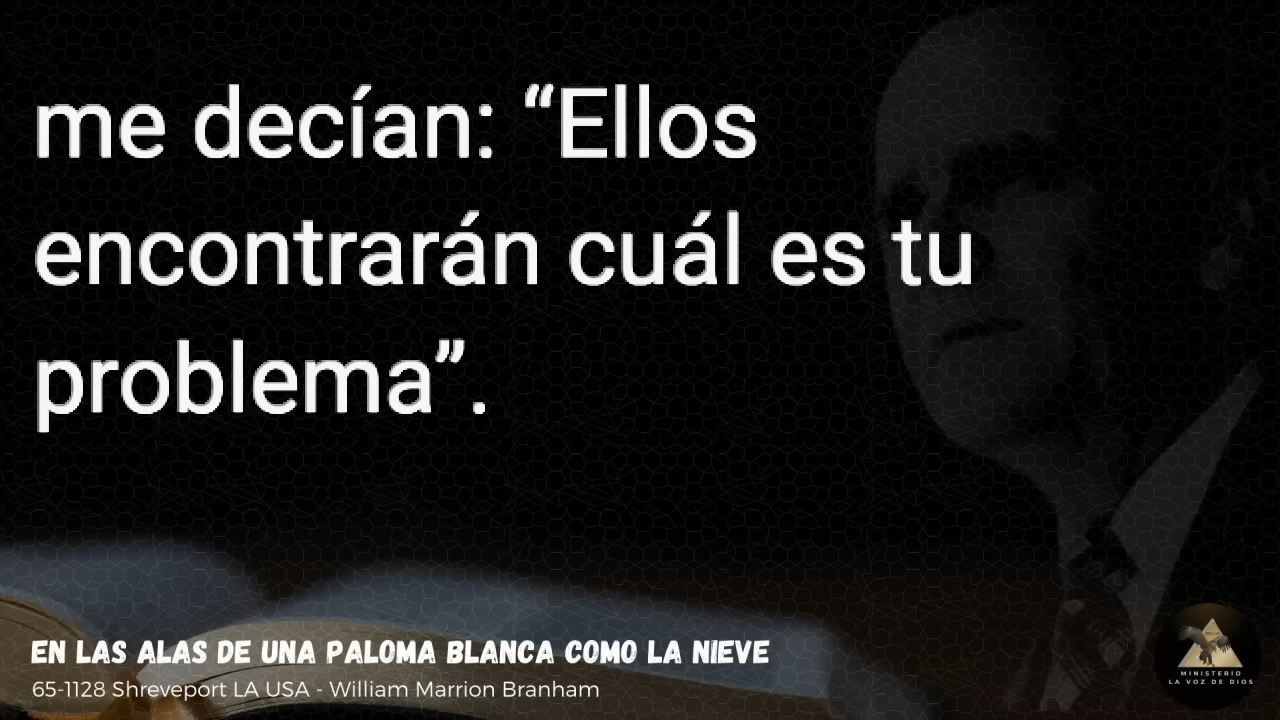 me decían: “Ellos
encontrarán cuál es tu
problema”.
EN LAS ALAS DE UNA PALOMA BLANCA COMO LA NIEVE
65-1128 Shreveport LA USA - William Marrion Branham
MINISTERIO
LA VOZ DE DIOS